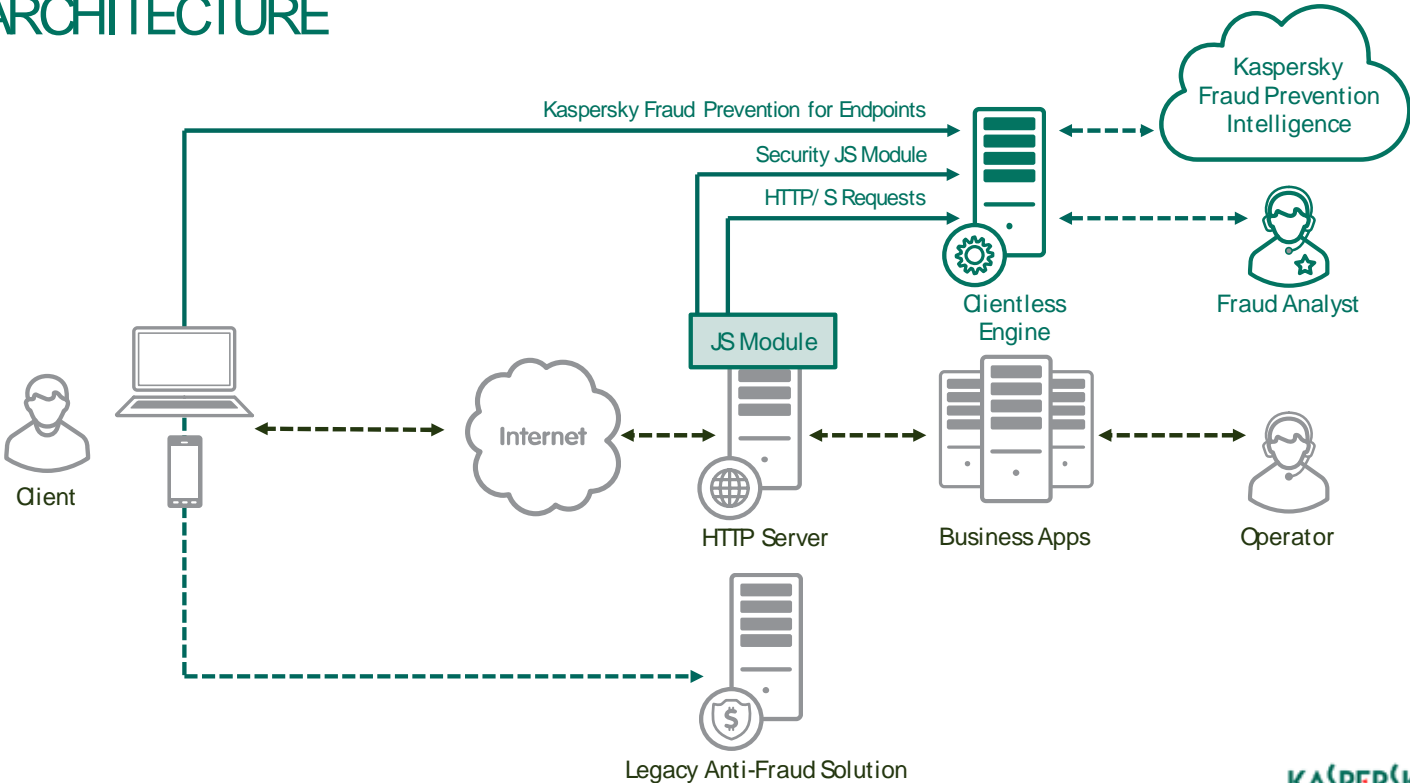 ARCHITECTURE
Kaspersky
Fraud Prevention
Intelligence
Kaspersky Fraud Prevention for Endpoints
Security JS Module
HTTP/ S Requests
Clientless
Engine
Fraud Analyst
JS Module
Internet
Client
HTTP Server
Business Apps
Operator
$
Legacy Anti-Fraud Solution